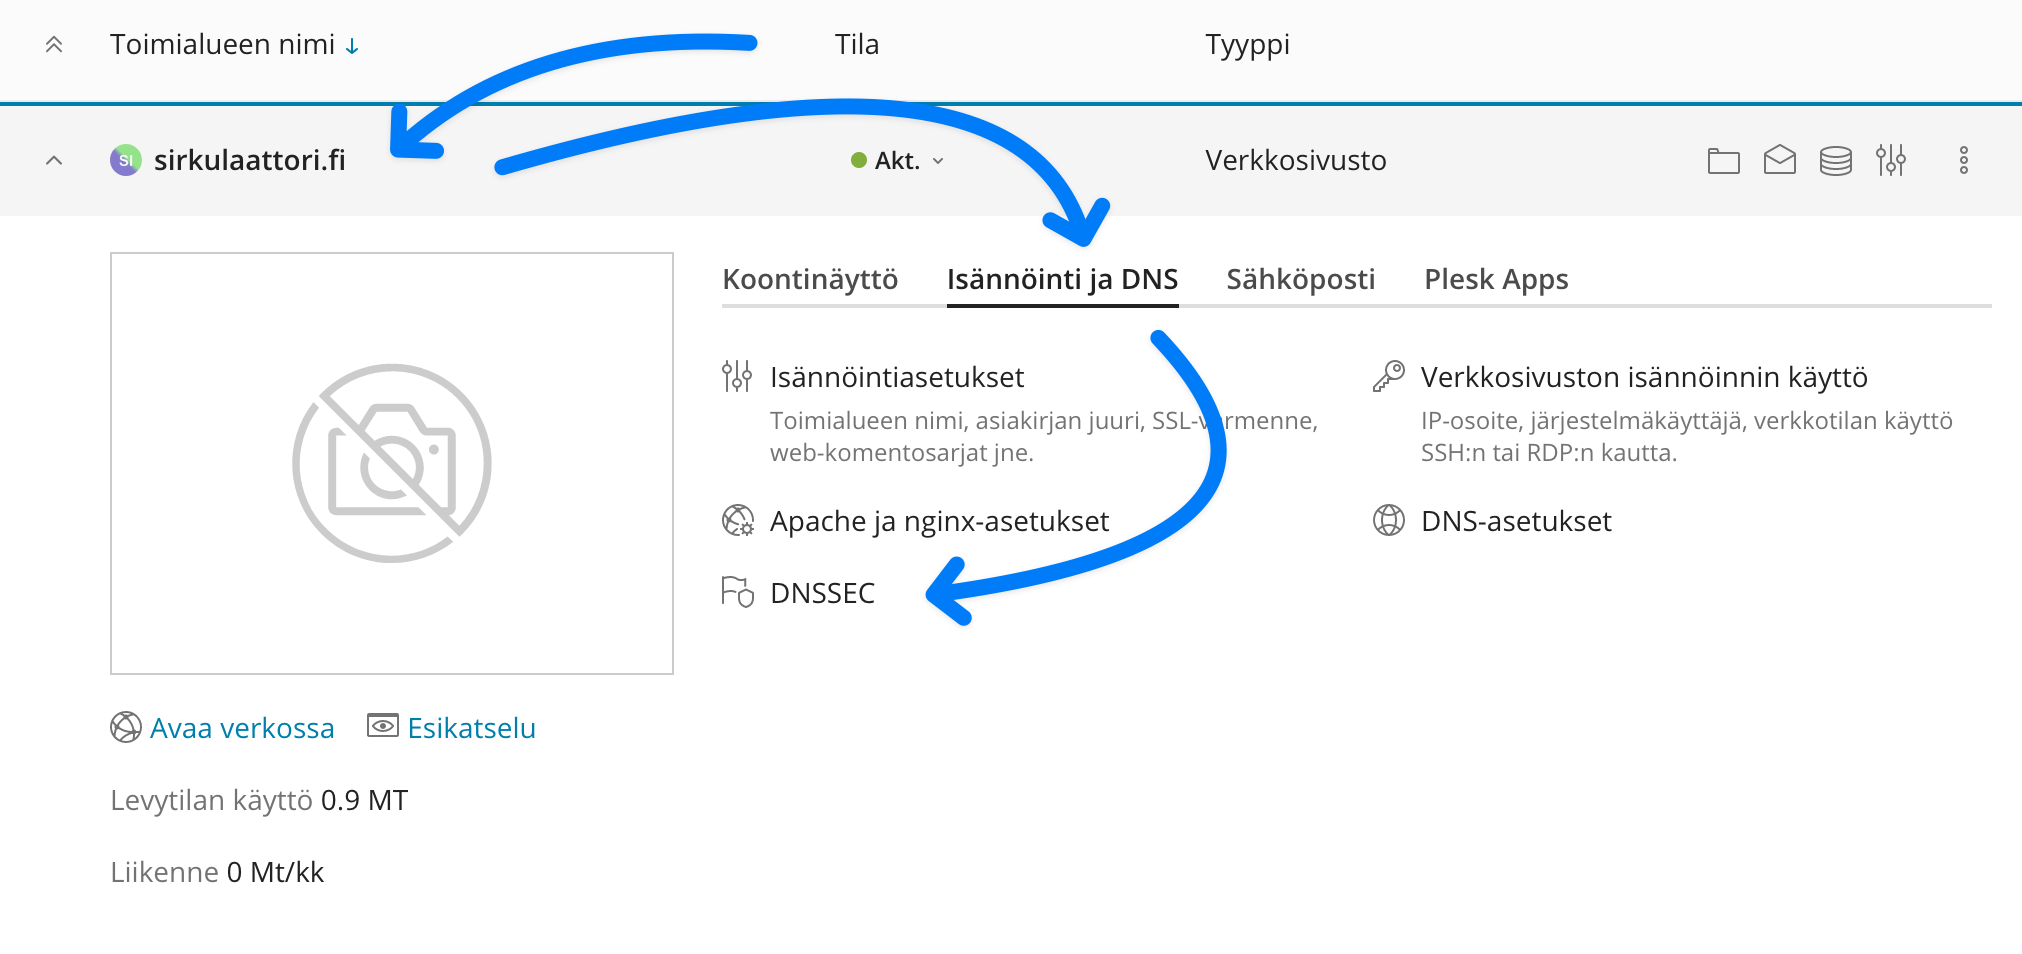 Toimialueen nimi ↓ Tila Tyyppi
SI sirkulaattori.fi Akt. Verkkosivusto
Koontinäyttö Isännöinti ja DNS Sähköposti Plesk Apps
Isännöintiasetukset
Toimialueen nimi, asiakirjan juuri, SSL-varmenne,
web-komentosarjat jne.
Verkkosivuston isännöinnin käyttö
IP-osoite, järjestelmäkäyttäjä, verkkotilan käyttö
SSH:n tai RDP:n kautta.
Apache ja nginx-asetukset
DNS-asetukset
DNSSEC
Avaa verkossa Esikatselu
Levytilan käyttö 0.9 MT
Liikenne 0 Mt/kk